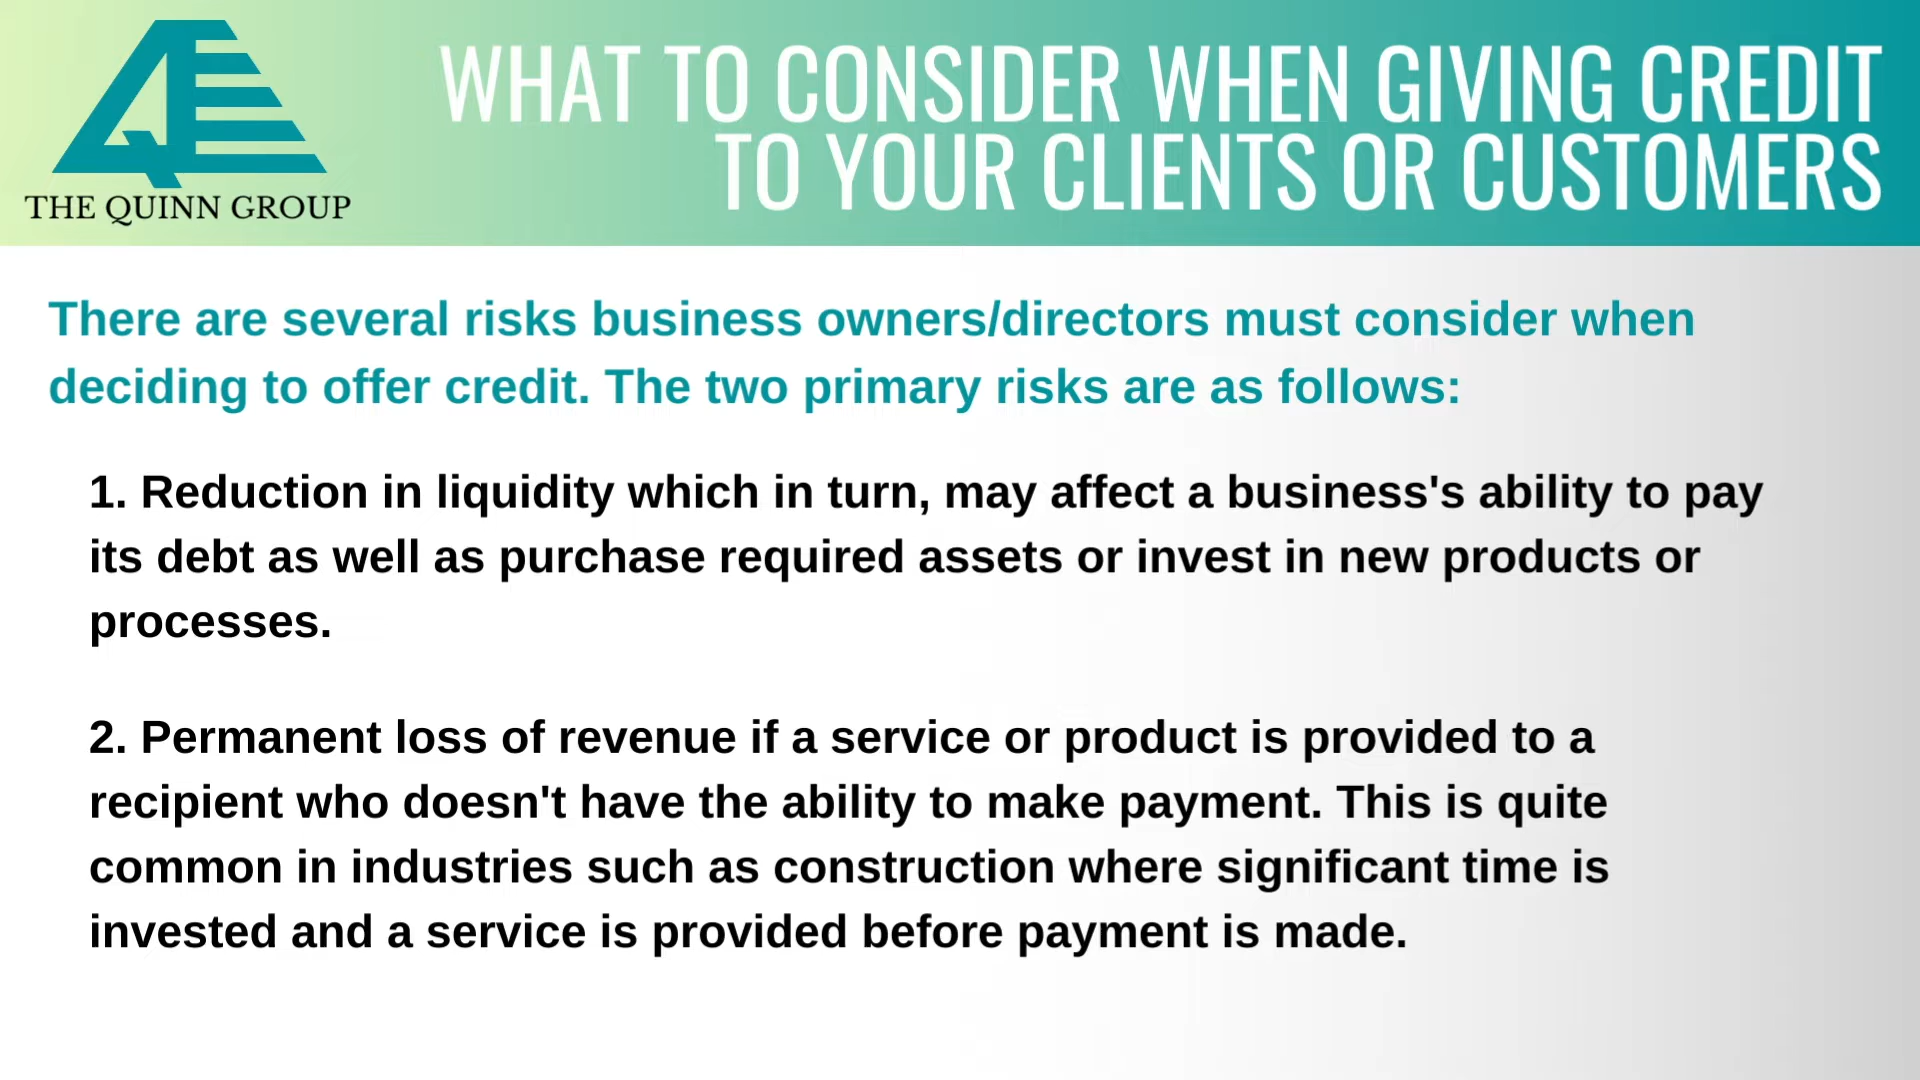 THE QUINN GROUP
WHAT TO CONSIDER WHEN GIVING CREDIT
TO YOUR CLIENTS OR CUSTOMERS
There are several risks business owners/directors must consider when
deciding to offer credit. The two primary risks are as follows:
1. Reduction in liquidity which in turn, may affect a business's ability to pay
its debt as well as purchase required assets or invest in new products or
processes.
2. Permanent loss of revenue if a service or product is provided to a
recipient who doesn't have the ability to make payment. This is quite
common in industries such as construction where significant time is
invested and a service is provided before payment is made.